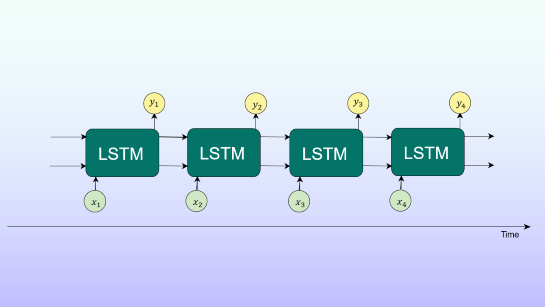 y₁ y₂ y₃ y₄
LSTM LSTM LSTM LSTM
x₁ x₂ x₃ x₄
Time